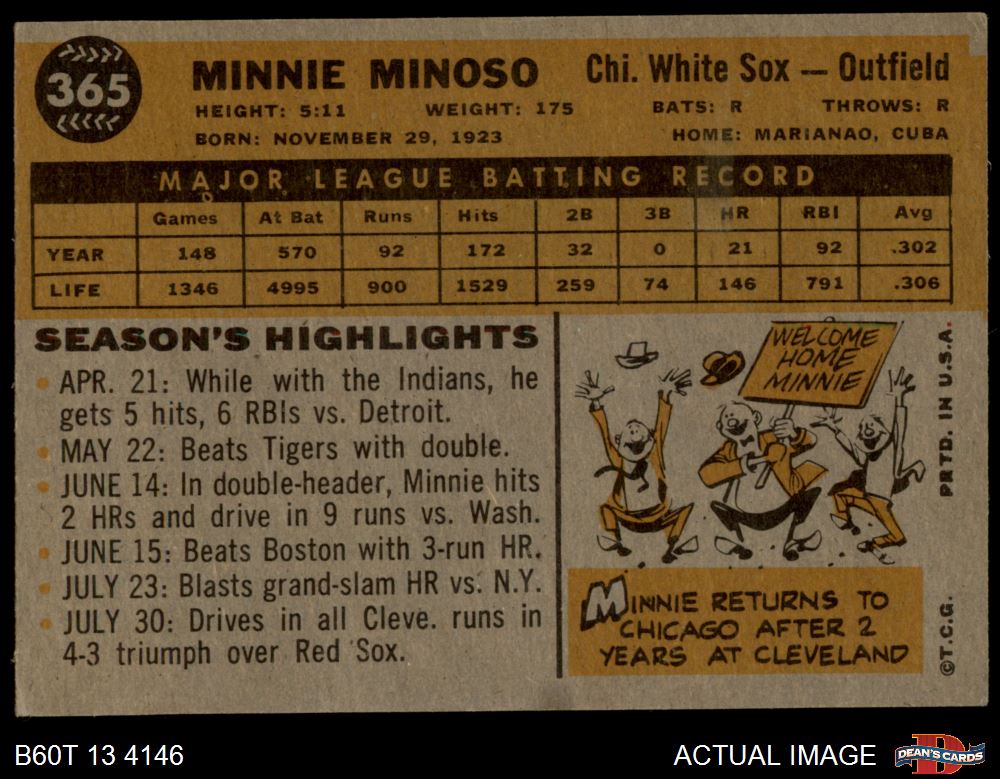 365
MINNIE MINOSO Chi. White Sox — Outfield
HEIGHT: 5:11 WEIGHT: 175 BATS: R THROWS: R
BORN: NOVEMBER 29, 1923 HOME: MARIANAO, CUBA
MAJOR LEAGUE BATTING RECORD
Games At Bat Runs Hits 2B 3B HR RBI Avg
YEAR 148 570 92 172 32 0 21 92 .302
LIFE 1346 4995 900 1529 259 74 146 791 .306
SEASON'S HIGHLIGHTS
APR. 21: While with the Indians, he
gets 5 hits, 6 RBIs vs. Detroit.
MAY 22: Beats Tigers with double.
JUNE 14: In double-header, Minnie hits
2 HRs and drive in 9 runs vs. Wash.
JUNE 15: Beats Boston with 3-run HR.
JULY 23: Blasts grand-slam HR vs. N.Y.
JULY 30: Drives in all Cleve. runs in
4-3 triumph over Red Sox.
WELCOME
HOME
MINNIE
MINNIE RETURNS TO
CHICAGO AFTER 2
YEARS AT CLEVELAND
PRTD. IN U.S.A.
©T.C.G.
B60T 13 4146
ACTUAL IMAGE
DEAN'S CARDS